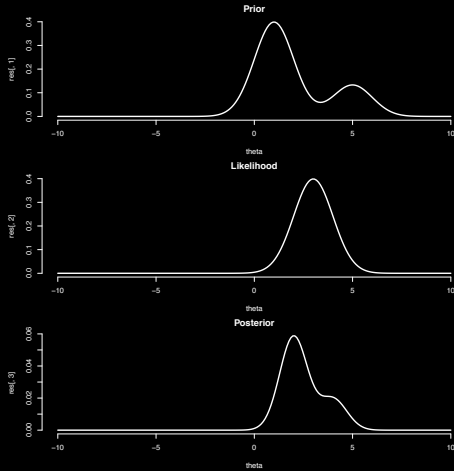 Prior
res[, 1]
0.4
0.3
0.2
0.1
0.0
−10 −5 0 5 10
theta
Likelihood
res[, 2]
0.4
0.3
0.2
0.1
0.0
−10 −5 0 5 10
theta
Posterior
res[, 3]
0.06
0.04
0.02
0.00
−10 −5 0 5 10
theta